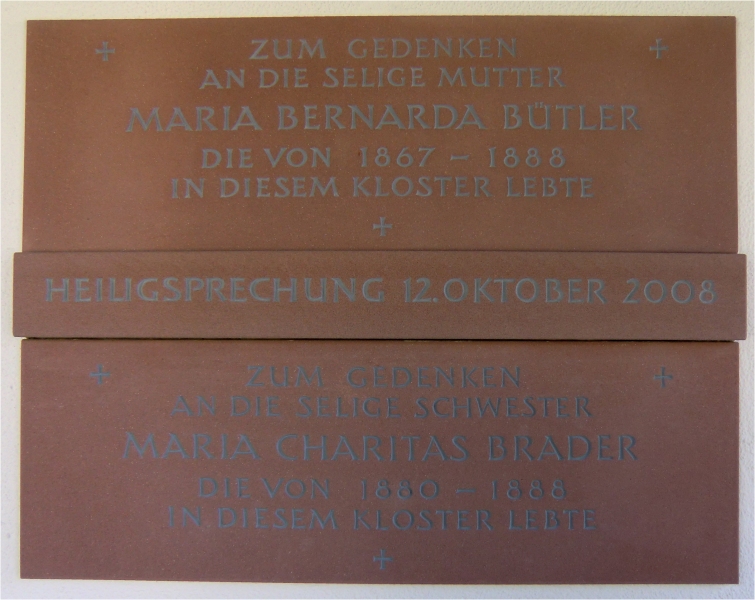 ZUM GEDENKEN
AN DIE SELIGE MUTTER
MARIA BERNARDA BÜTLER
DIE VON 1867 – 1888
IN DIESEM KLOSTER LEBTE
HEILIGSPRECHUNG 12. OKTOBER 2008
ZUM GEDENKEN
AN DIE SELIGE SCHWESTER
MARIA CHARITAS BRADER
DIE VON 1880 – 1888
IN DIESEM KLOSTER LEBTE